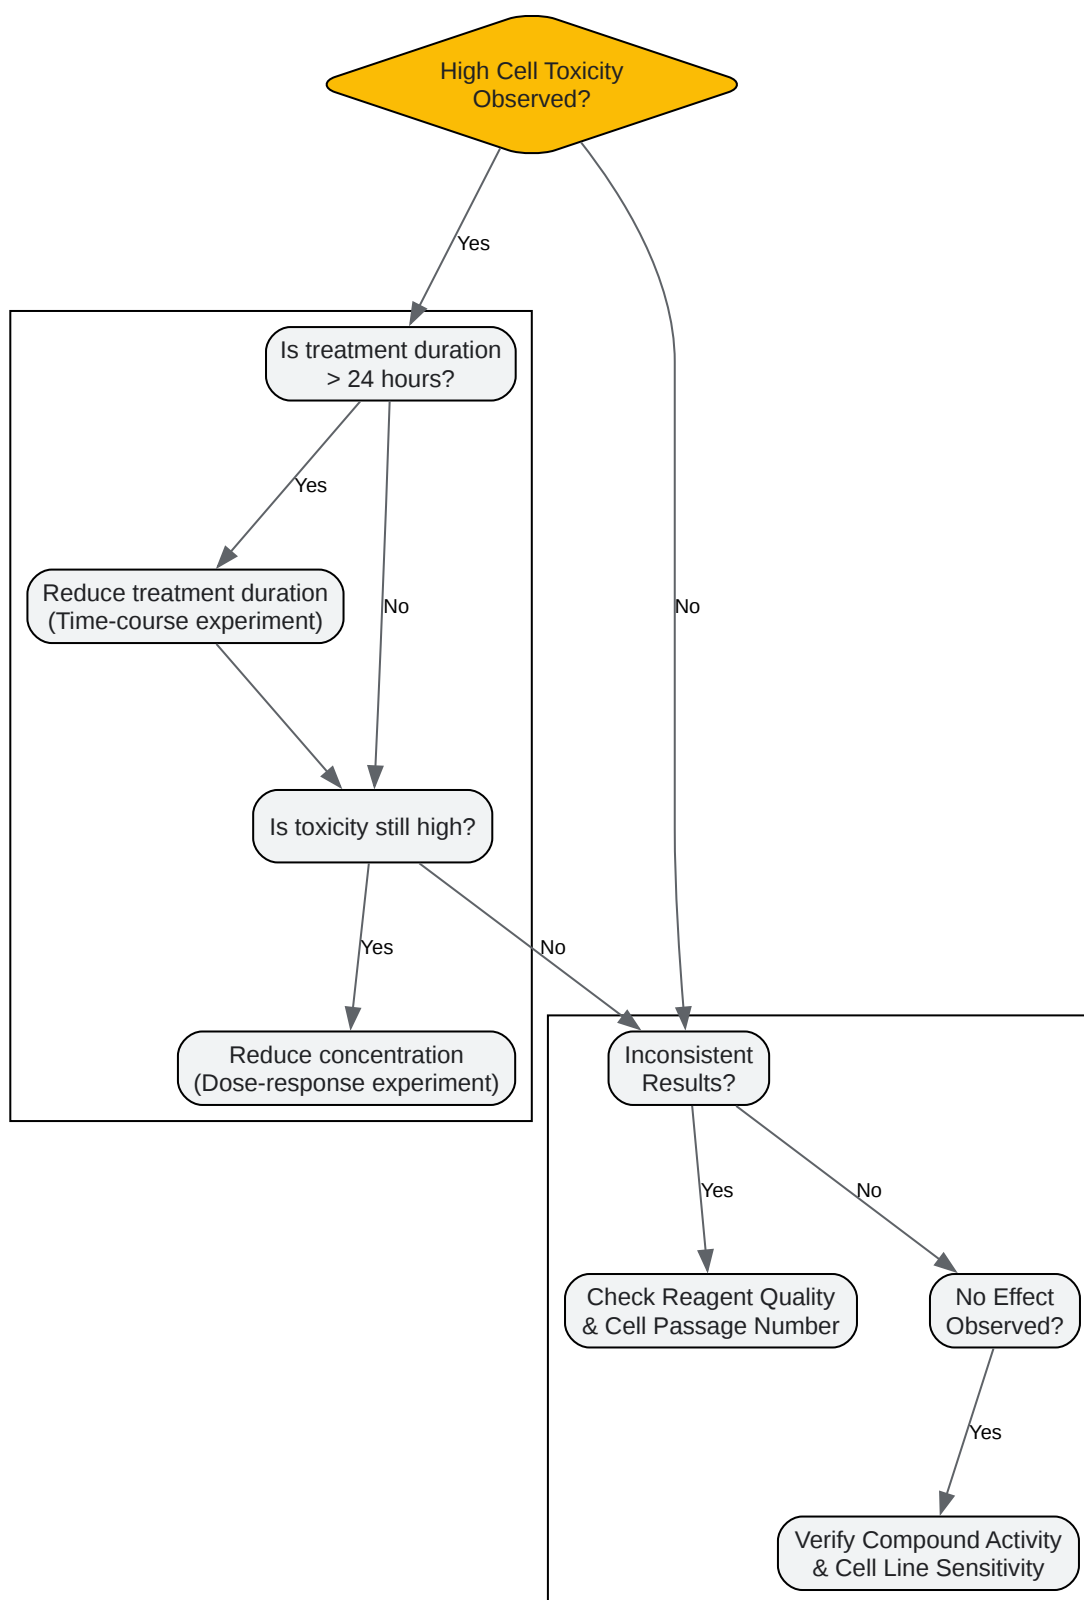 High Cell Toxicity
Observed?
Yes
Is treatment duration
> 24 hours?
Yes
Reduce treatment duration
(Time-course experiment)
No
No
Is toxicity still high?
Yes
No
Reduce concentration
(Dose-response experiment)
Inconsistent
Results?
Yes
No
Check Reagent Quality
& Cell Passage Number
No Effect
Observed?
Yes
Verify Compound Activity
& Cell Line Sensitivity